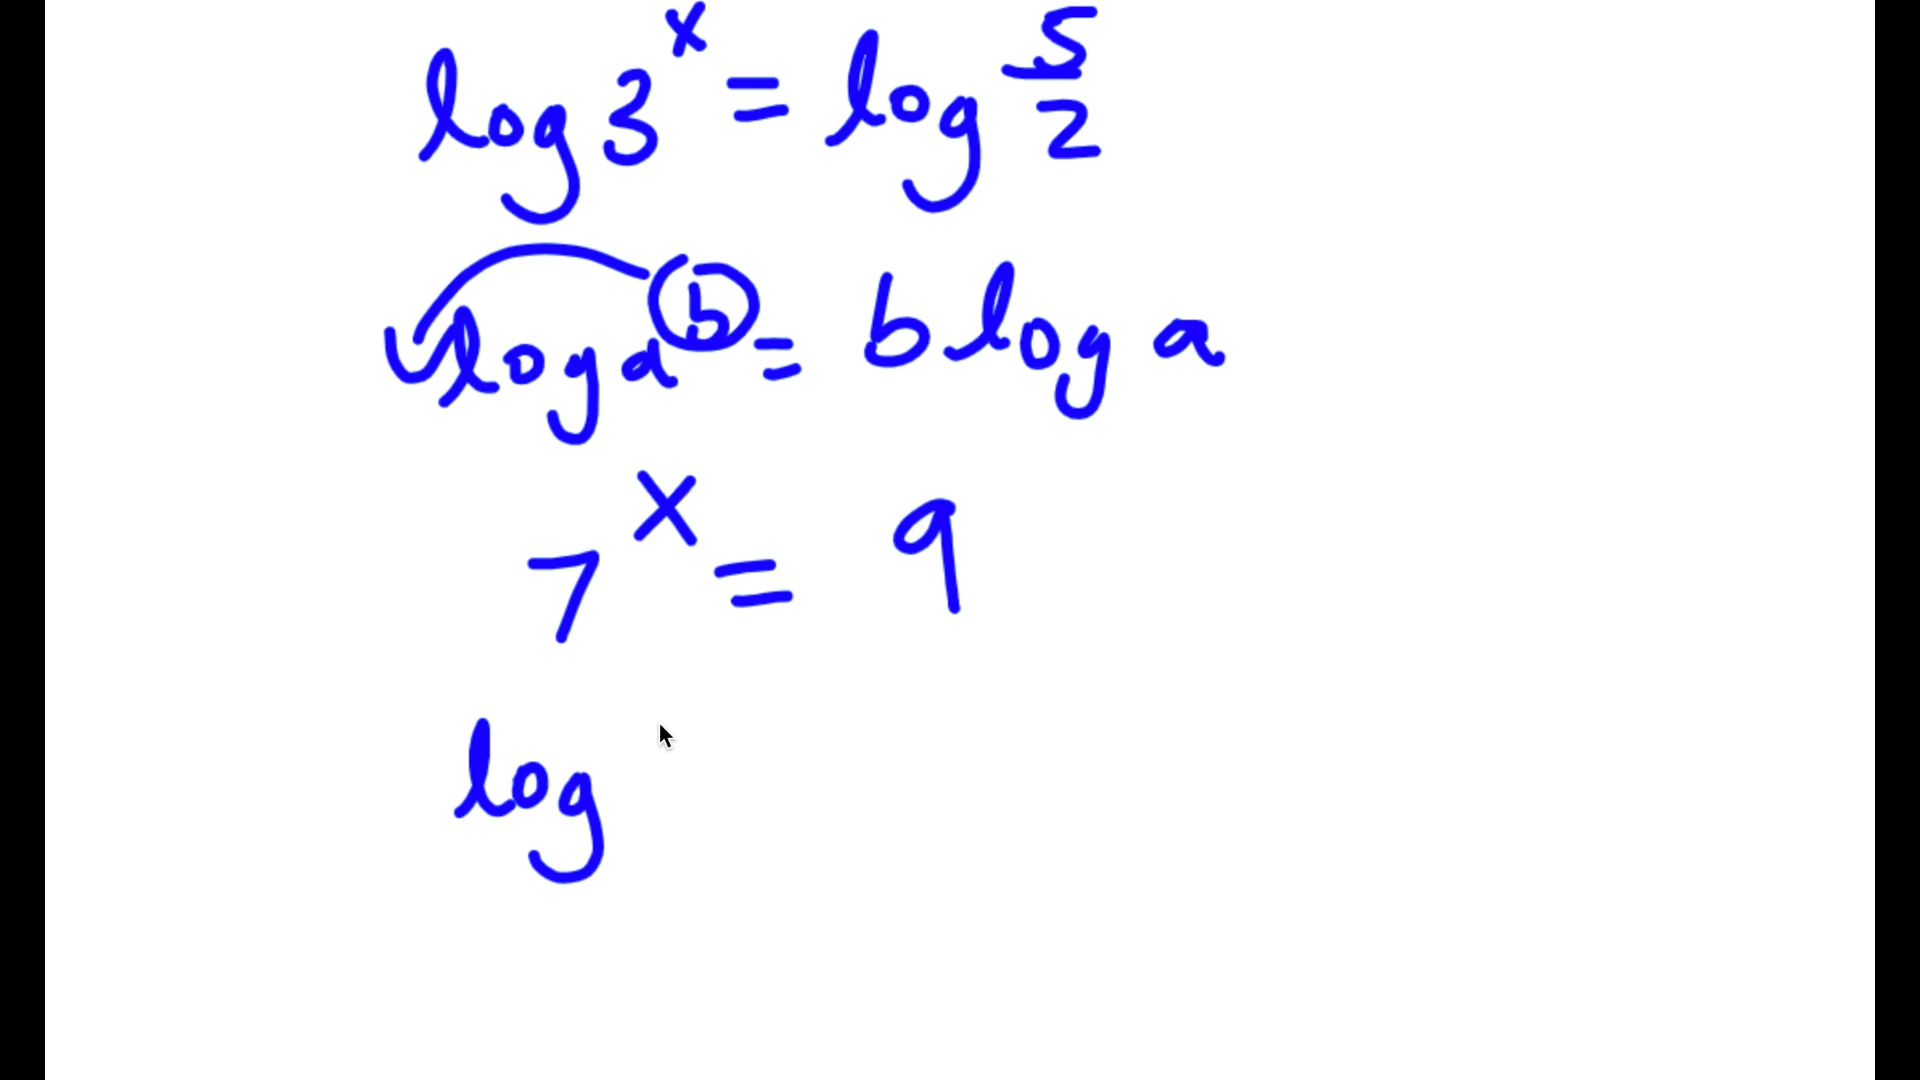 log 3^x = log 5/2
log a^b = b log a
7^x = 9
log